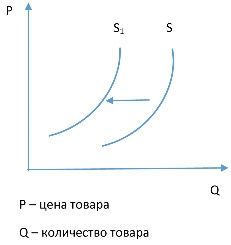 P
S₁ S
Q
P – цена товара
Q – количество товара